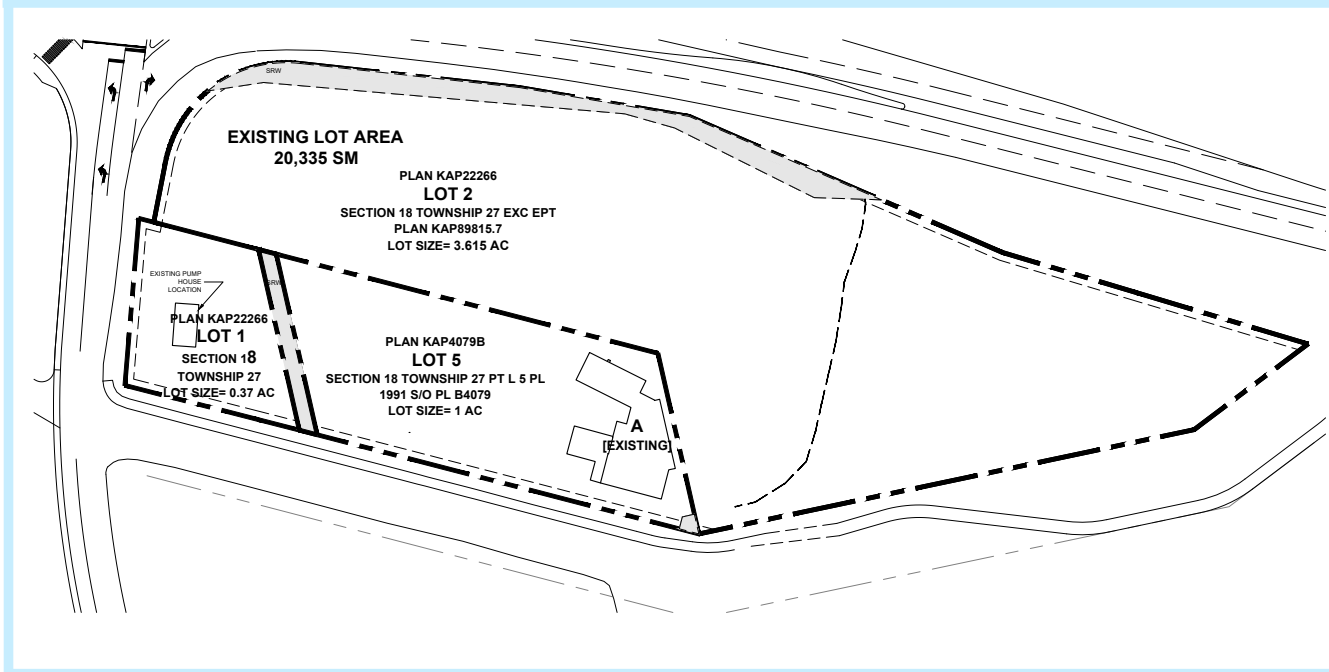 SRW
EXISTING LOT AREA
20,335 SM
PLAN KAP22266
LOT 2
SECTION 18 TOWNSHIP 27 EXC EPT
PLAN KAP89815.7
LOT SIZE= 3.615 AC
EXISTING PUMP
HOUSE
LOCATION
SRW
PLAN KAP22266
LOT 1
SECTION 18
TOWNSHIP 27
LOT SIZE= 0.37 AC
PLAN KAP4079B
LOT 5
SECTION 18 TOWNSHIP 27 PT L 5 PL
1991 S/O PL B4079
LOT SIZE= 1 AC
A
[EXISTING]